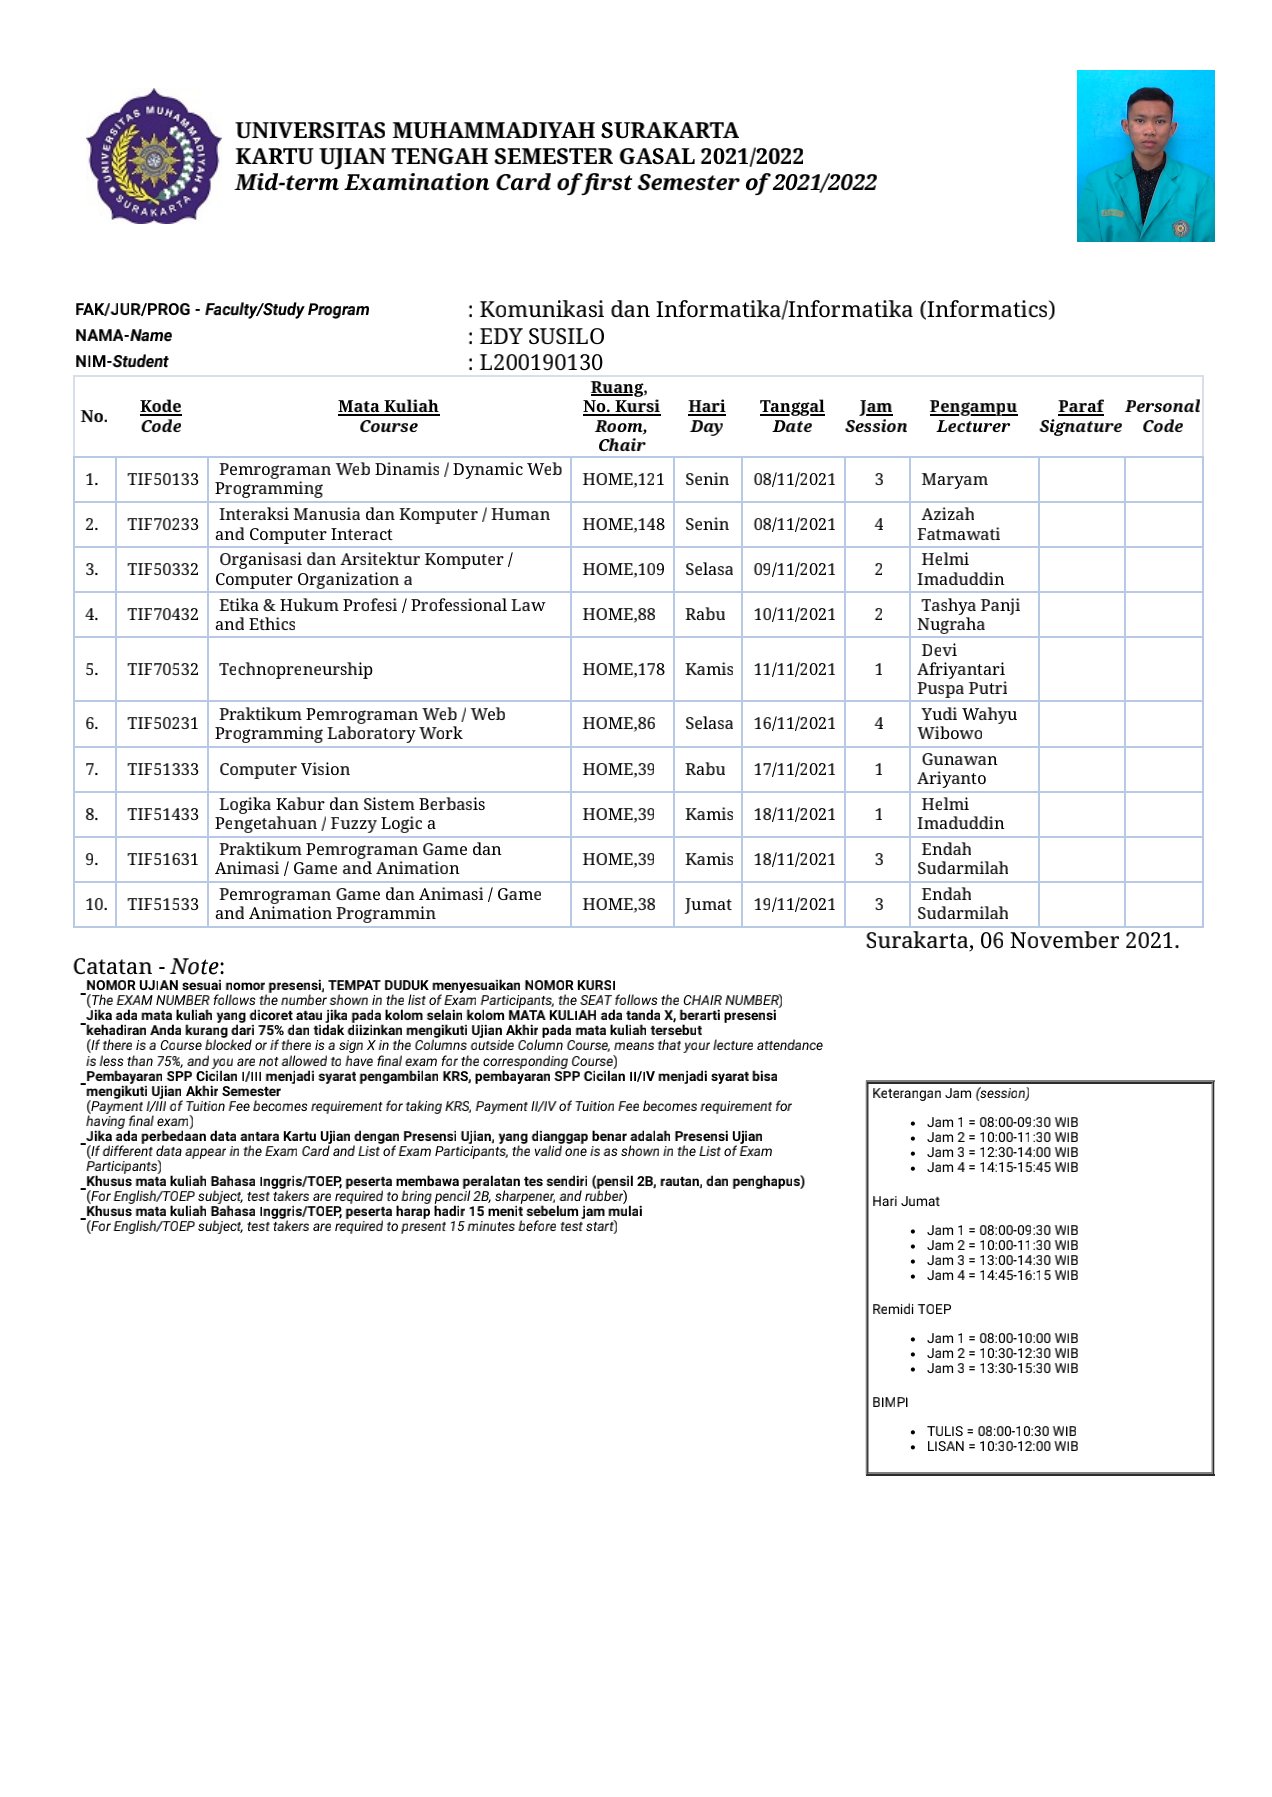 UNIVERSITAS MUHAMMADIYAH
SURAKARTA
UNIVERSITAS MUHAMMADIYAH SURAKARTA
KARTU UJIAN TENGAH SEMESTER GASAL 2021/2022
Mid-term Examination Card of first Semester of 2021/2022
FAK/JUR/PROG - Faculty/Study Program : Komunikasi dan Informatika/Informatika (Informatics)
NAMA-Name : EDY SUSILO
NIM-Student : L200190130
No. Kode Code Mata Kuliah Course Ruang, No. Kursi Room, Chair Hari Day Tanggal Date Jam Session Pengampu Lecturer Paraf Signature Personal Code
1. TIF50133 Pemrograman Web Dinamis / Dynamic Web Programming HOME,121 Senin 08/11/2021 3 Maryam
2. TIF70233 Interaksi Manusia dan Komputer / Human and Computer Interact HOME,148 Senin 08/11/2021 4 Azizah Fatmawati
3. TIF50332 Organisasi dan Arsitektur Komputer / Computer Organization a HOME,109 Selasa 09/11/2021 2 Helmi Imaduddin
4. TIF70432 Etika & Hukum Profesi / Professional Law and Ethics HOME,88 Rabu 10/11/2021 2 Tashya Panji Nugraha
5. TIF70532 Technopreneurship HOME,178 Kamis 11/11/2021 1 Devi Afriyantari Puspa Putri
6. TIF50231 Praktikum Pemrograman Web / Web Programming Laboratory Work HOME,86 Selasa 16/11/2021 4 Yudi Wahyu Wibowo
7. TIF51333 Computer Vision HOME,39 Rabu 17/11/2021 1 Gunawan Ariyanto
8. TIF51433 Logika Kabur dan Sistem Berbasis Pengetahuan / Fuzzy Logic a HOME,39 Kamis 18/11/2021 1 Helmi Imaduddin
9. TIF51631 Praktikum Pemrograman Game dan Animasi / Game and Animation HOME,39 Kamis 18/11/2021 3 Endah Sudarmilah
10. TIF51533 Pemrograman Game dan Animasi / Game and Animation Programmin HOME,38 Jumat 19/11/2021 3 Endah Sudarmilah
Surakarta, 06 November 2021.
Catatan - Note:
- NOMOR UJIAN sesuai nomor presensi, TEMPAT DUDUK menyesuaikan NOMOR KURSI
(The EXAM NUMBER follows the number shown in the list of Exam Participants, the SEAT follows the CHAIR NUMBER)
- Jika ada mata kuliah yang dicoret atau jika pada kolom selain kolom MATA KULIAH ada tanda X, berarti presensi
kehadiran Anda kurang dari 75% dan tidak diizinkan mengikuti Ujian Akhir pada mata kuliah tersebut
(If there is a Course blocked or if there is a sign X in the Columns outside Column Course, means that your lecture attendance
is less than 75%, and you are not allowed to have final exam for the corresponding Course)
- Pembayaran SPP Cicilan I/III menjadi syarat pengambilan KRS, pembayaran SPP Cicilan II/IV menjadi syarat bisa
mengikuti Ujian Akhir Semester
(Payment I/III of Tuition Fee becomes requirement for taking KRS, Payment II/IV of Tuition Fee becomes requirement for
having final exam)
- Jika ada perbedaan data antara Kartu Ujian dengan Presensi Ujian, yang dianggap benar adalah Presensi Ujian
(If different data appear in the Exam Card and List of Exam Participants, the valid one is as shown in the List of Exam
Participants)
- Khusus mata kuliah Bahasa Inggris/TOEP, peserta membawa peralatan tes sendiri (pensil 2B, rautan, dan penghapus)
(For English/TOEP subject, test takers are required to bring pencil 2B, sharpener, and rubber)
- Khusus mata kuliah Bahasa Inggris/TOEP, peserta harap hadir 15 menit sebelum jam mulai
(For English/TOEP subject, test takers are required to present 15 minutes before test start)
Keterangan Jam (session)
• Jam 1 = 08:00-09:30 WIB
• Jam 2 = 10:00-11:30 WIB
• Jam 3 = 12:30-14:00 WIB
• Jam 4 = 14:15-15:45 WIB
Hari Jumat
• Jam 1 = 08:00-09:30 WIB
• Jam 2 = 10:00-11:30 WIB
• Jam 3 = 13:00-14:30 WIB
• Jam 4 = 14:45-16:15 WIB
Remidi TOEP
• Jam 1 = 08:00-10:00 WIB
• Jam 2 = 10:30-12:30 WIB
• Jam 3 = 13:30-15:30 WIB
BIMPI
• TULIS = 08:00-10:30 WIB
• LISAN = 10:30-12:00 WIB